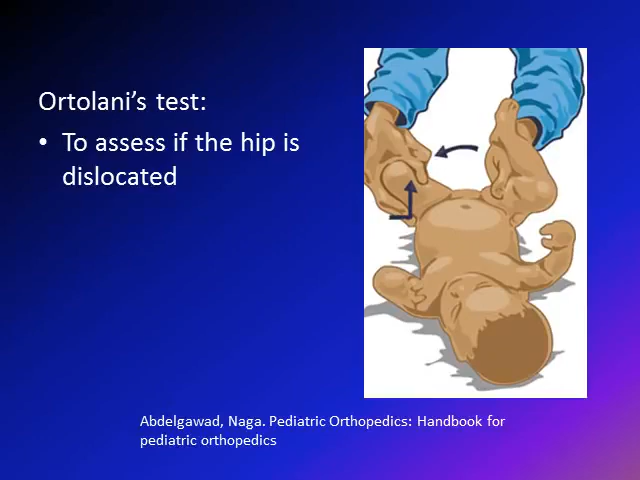 Ortolani’s test:
• To assess if the hip is
dislocated
Abdelgawad, Naga. Pediatric Orthopedics: Handbook for
pediatric orthopedics